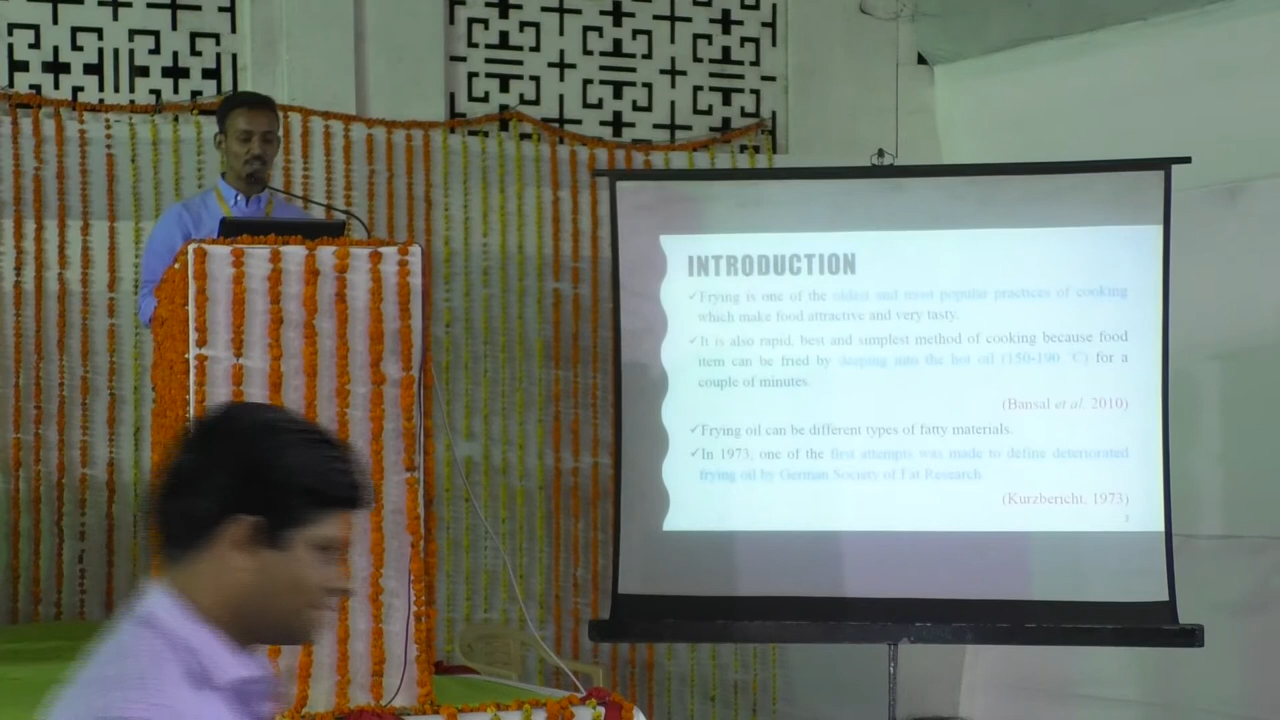 INTRODUCTION
✓Frying is one of the oldest and most popular practices of cooking
which make food attractive and very tasty.
✓It is also rapid, best and simplest method of cooking because food
item can be fried by deeping into the hot oil (150-190 °C) for a
couple of minutes.
(Bansal et al. 2010)
✓Frying oil can be different types of fatty materials.
✓In 1973, one of the first attempts was made to define deteriorated
frying oil by German Society of Fat Research.
(Kurzbericht, 1973)
3